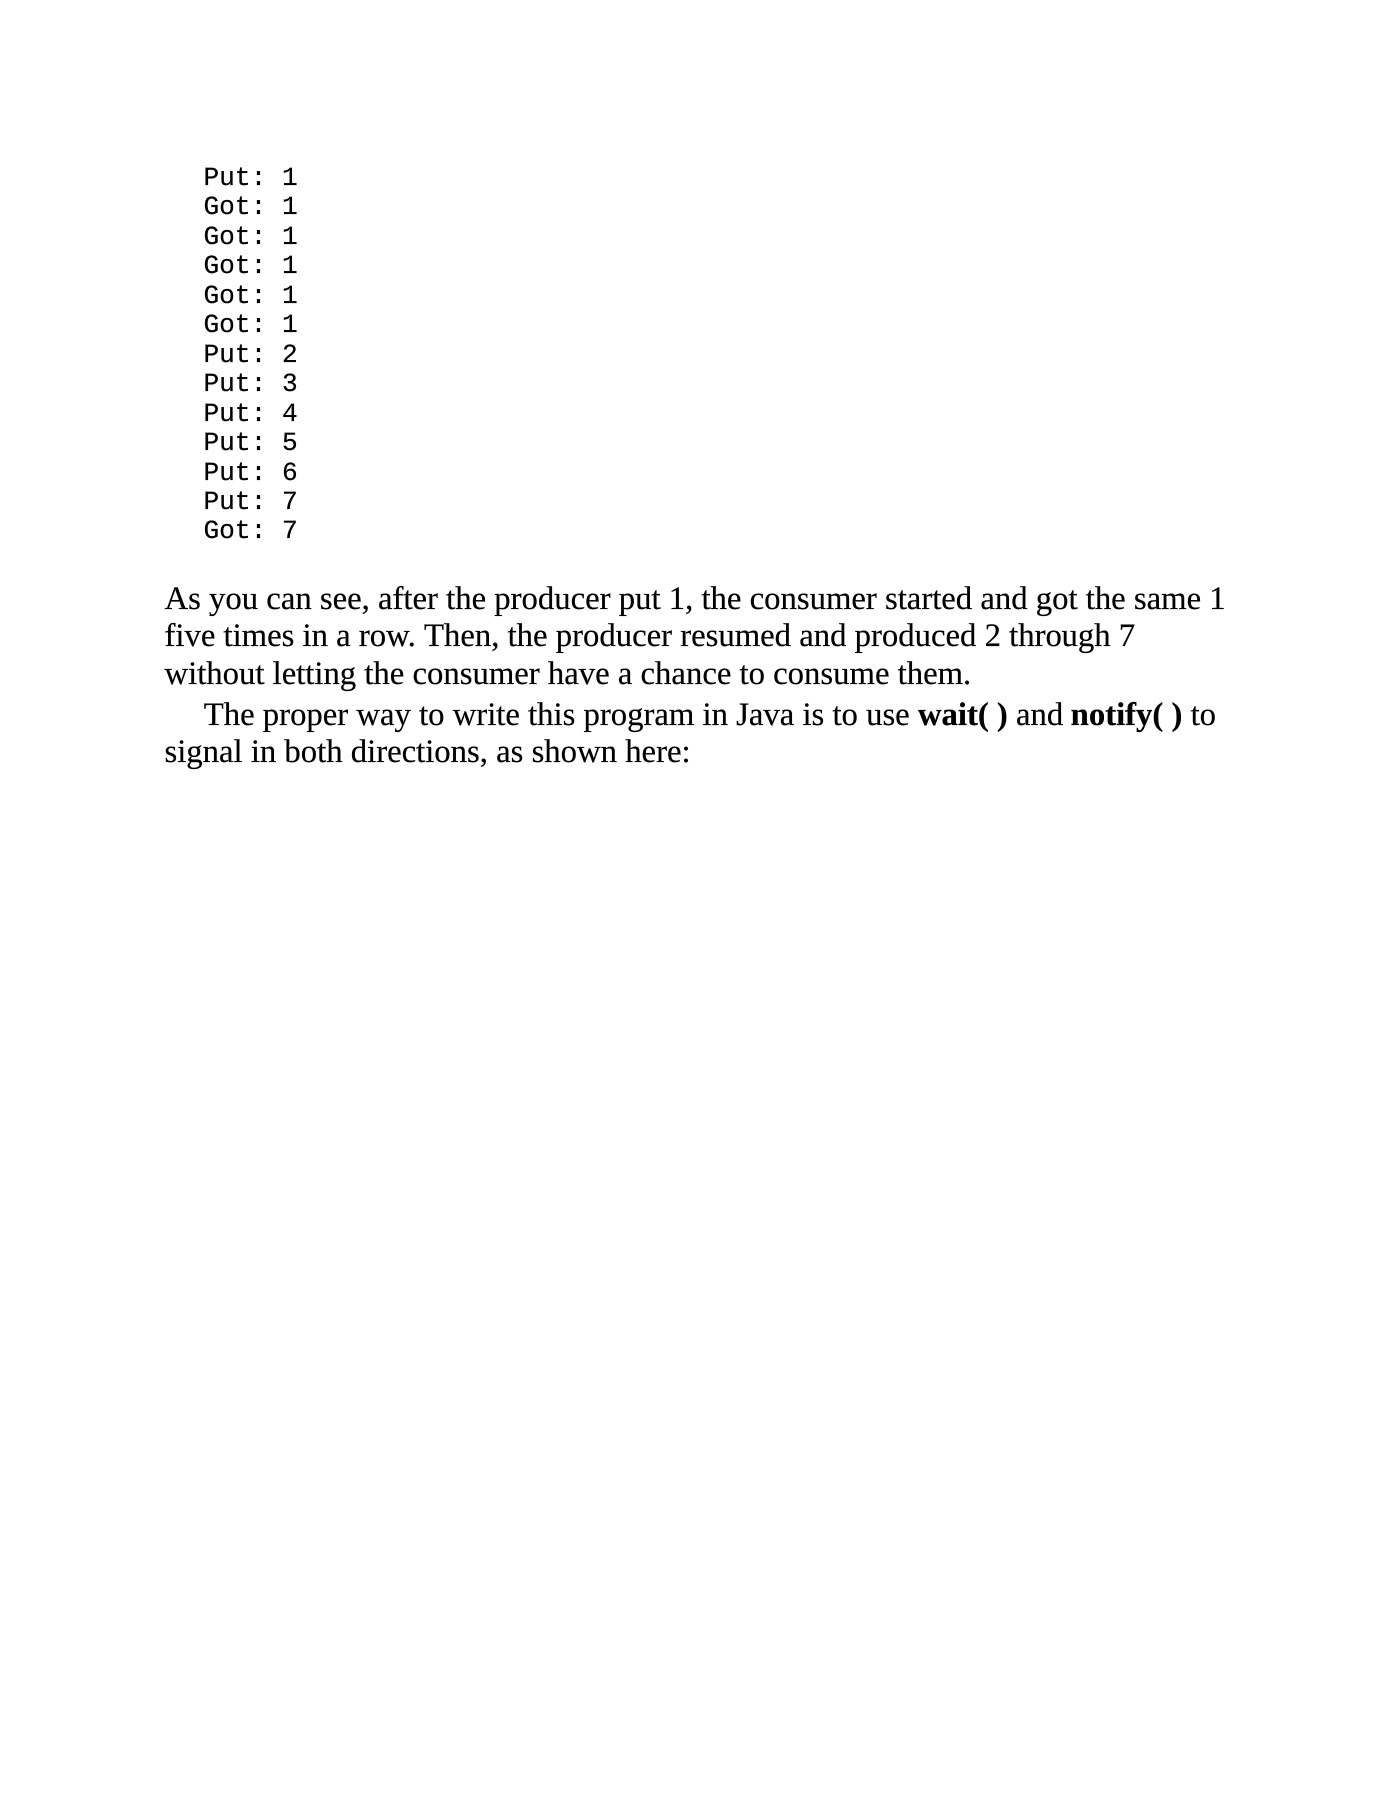 Put: 1
Got: 1
Got: 1
Got: 1
Got: 1
Got: 1
Put: 2
Put: 3
Put: 4
Put: 5
Put: 6
Put: 7
Got: 7
As you can see, after the producer put 1, the consumer started and got the same 1
five times in a row. Then, the producer resumed and produced 2 through 7
without letting the consumer have a chance to consume them.
The proper way to write this program in Java is to use wait( ) and notify( ) to
signal in both directions, as shown here: